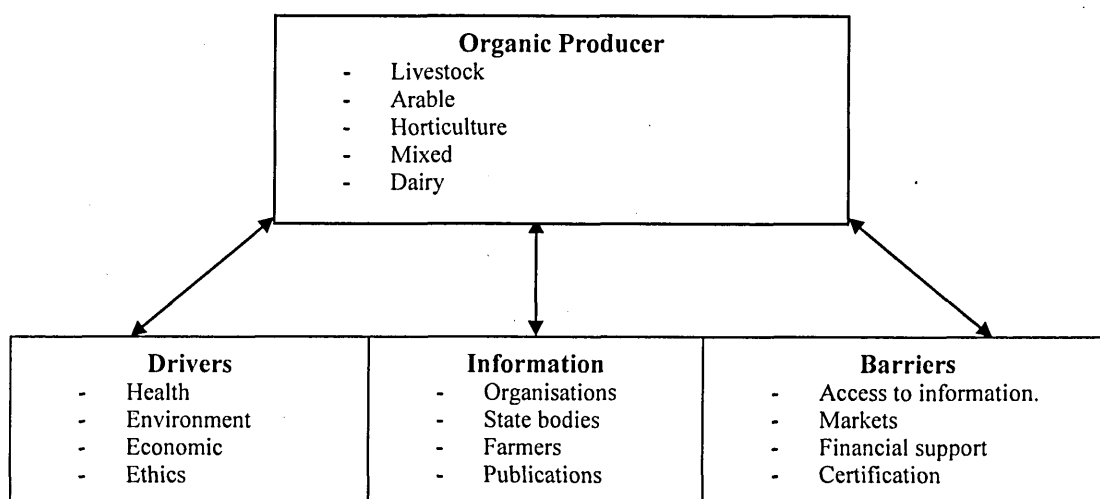 Organic Producer
- Livestock
- Arable
- Horticulture
- Mixed
- Dairy
Drivers
- Health
- Environment
- Economic
- Ethics
Information
- Organisations
- State bodies
- Farmers
- Publications
Barriers
- Access to information.
- Markets
- Financial support
- Certification